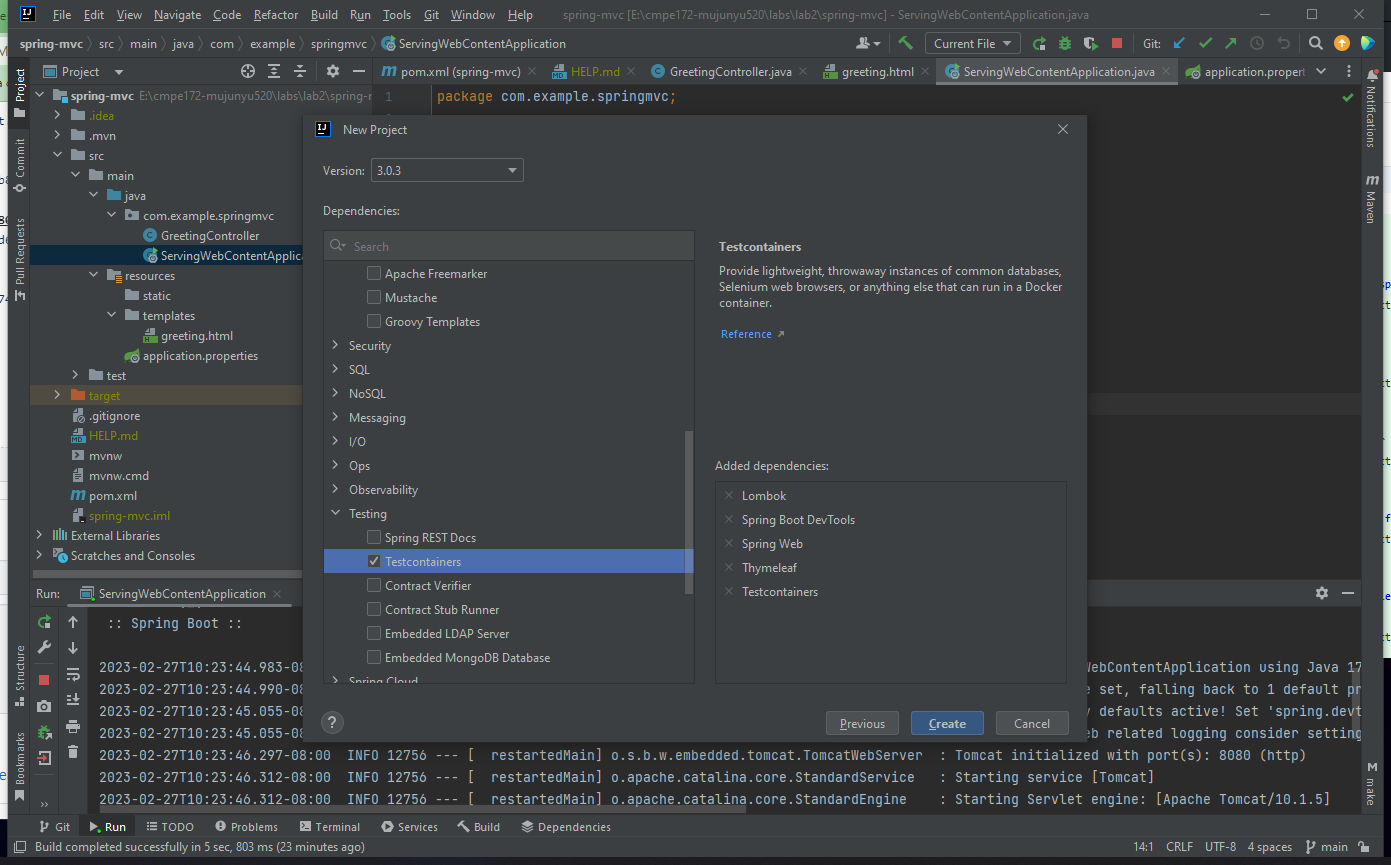 File Edit View Navigate Code Refactor Build Run Tools Git Window Help
spring-mvc [E:\cmpe172-mujunyu520\labs\lab2\spring-mvc] - ServingWebContentApplication.java
spring-mvc src main java com example springmvc ServingWebContentApplication
Current File
Git:
Project
pom.xml (spring-mvc)
HELP.md
GreetingController.java
greeting.html
ServingWebContentApplication.java
application.propert
Project
Commit
Pull Requests
Structure
Bookmarks
Notifications
Maven
make
spring-mvc E:\cmpe172-mujunyu520\labs\lab2\spring-m
.idea
.mvn
src
main
java
com.example.springmvc
GreetingController
ServingWebContentApplica
resources
static
templates
greeting.html
application.properties
test
target
.gitignore
HELP.md
mvnw
mvnw.cmd
pom.xml
spring-mvc.iml
External Libraries
Scratches and Consoles
1 package com.example.springmvc;
New Project
Version: 3.0.3
Dependencies:
Search
Apache Freemarker
Mustache
Groovy Templates
Security
SQL
NoSQL
Messaging
I/O
Ops
Observability
Testing
Spring REST Docs
Testcontainers
Contract Verifier
Contract Stub Runner
Embedded LDAP Server
Embedded MongoDB Database
Spring Cloud
Testcontainers
Provide lightweight, throwaway instances of common databases,
Selenium web browsers, or anything else that can run in a Docker
container.
Reference
Added dependencies:
Lombok
Spring Boot DevTools
Spring Web
Thymeleaf
Testcontainers
?
Previous
Create
Cancel
Run: ServingWebContentApplication
:: Spring Boot ::
2023-02-27T10:23:44.983-08 WebContentApplication using Java 17
2023-02-27T10:23:44.990-08 e set, falling back to 1 default pr
2023-02-27T10:23:45.055-08 y defaults active! Set 'spring.devt
2023-02-27T10:23:45.055-08 eb related logging consider setting
2023-02-27T10:23:46.297-08:00 INFO 12756 --- [ restartedMain] o.s.b.w.embedded.tomcat.TomcatWebServer : Tomcat initialized with port(s): 8080 (http)
2023-02-27T10:23:46.312-08:00 INFO 12756 --- [ restartedMain] o.apache.catalina.core.StandardService : Starting service [Tomcat]
2023-02-27T10:23:46.312-08:00 INFO 12756 --- [ restartedMain] o.apache.catalina.core.StandardEngine : Starting Servlet engine: [Apache Tomcat/10.1.5]
Git Run TODO Problems Terminal Services Build Dependencies
Build completed successfully in 5 sec, 803 ms (23 minutes ago)
14:1 CRLF UTF-8 4 spaces main